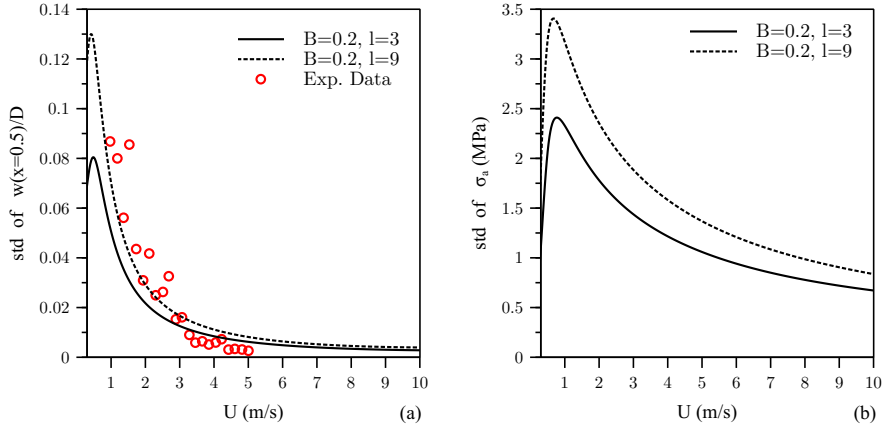 0.14
0.12
0.1
0.08
0.06
0.04
0.02
0
std of w(x=0.5)/D
B=0.2, l=3
B=0.2, l=9
Exp. Data
1 2 3 4 5 6 7 8 9 10
U (m/s)
(a)
3.5
3
2.5
2
1.5
1
0.5
0
std of σa (MPa)
B=0.2, l=3
B=0.2, l=9
1 2 3 4 5 6 7 8 9 10
U (m/s)
(b)